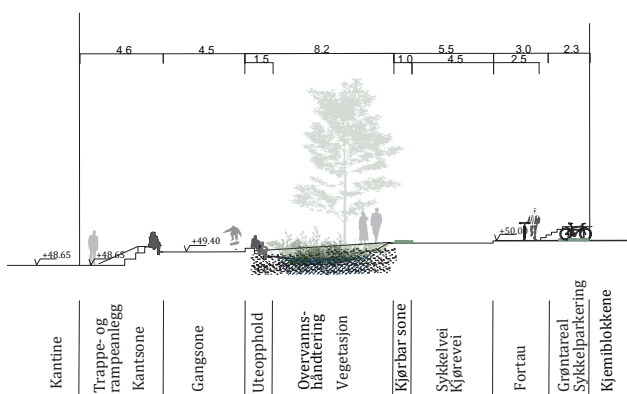 4.6
4.5
8.2
5.5
3.0
2.3
1.5
1.0
4.5
2.5
+48.65
+48.65
+49.40
+50.00
Kantine
Trappe- og
rampeanlegg
Kantsone
Gangsone
Uteopphold
Overvanns-
håndtering
Vegetasjon
Kjørbar sone
Sykkelvei
Kjørevei
Fortau
Grøntareal
Sykkelparkering
Kjemiblokkene